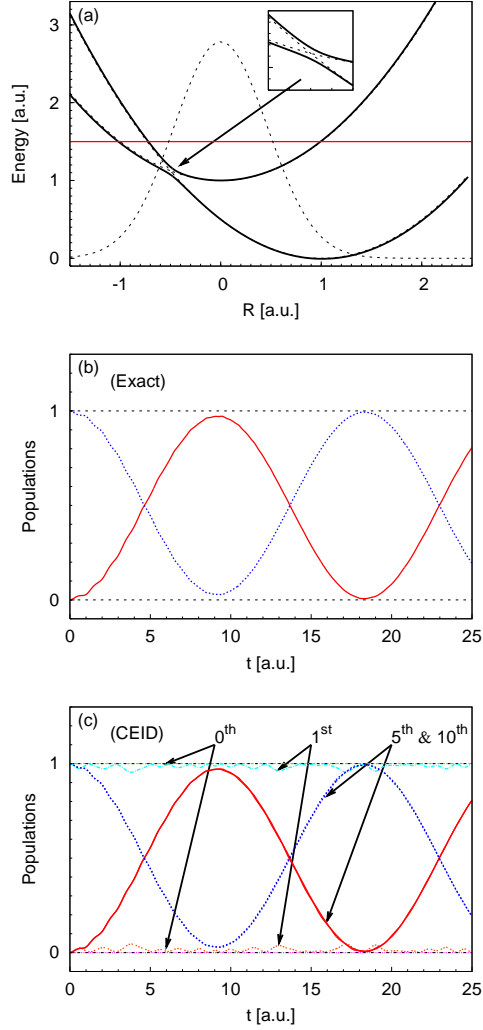 (a)
3
2
1
0
Energy [a.u.]
-1 0 1 2
R [a.u.]
(b)
(Exact)
1
0
Populations
0 5 10 15 20 25
t [a.u.]
(c)
(CEID) 0th 1st 5th & 10th
1
0
Populations
0 5 10 15 20 25
t [a.u.]